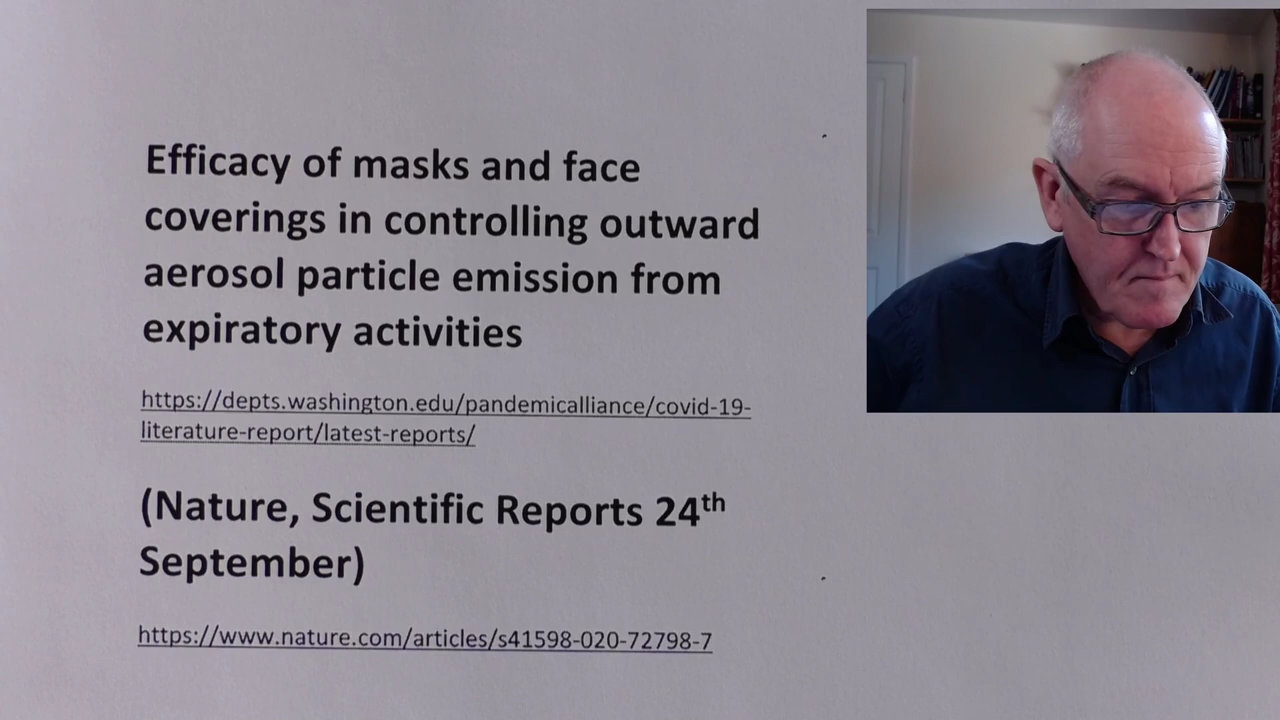 Efficacy of masks and face
coverings in controlling outward
aerosol particle emission from
expiratory activities
https://depts.washington.edu/pandemicalliance/covid-19-
literature-report/latest-reports/
(Nature, Scientific Reports 24th
September)
https://www.nature.com/articles/s41598-020-72798-7